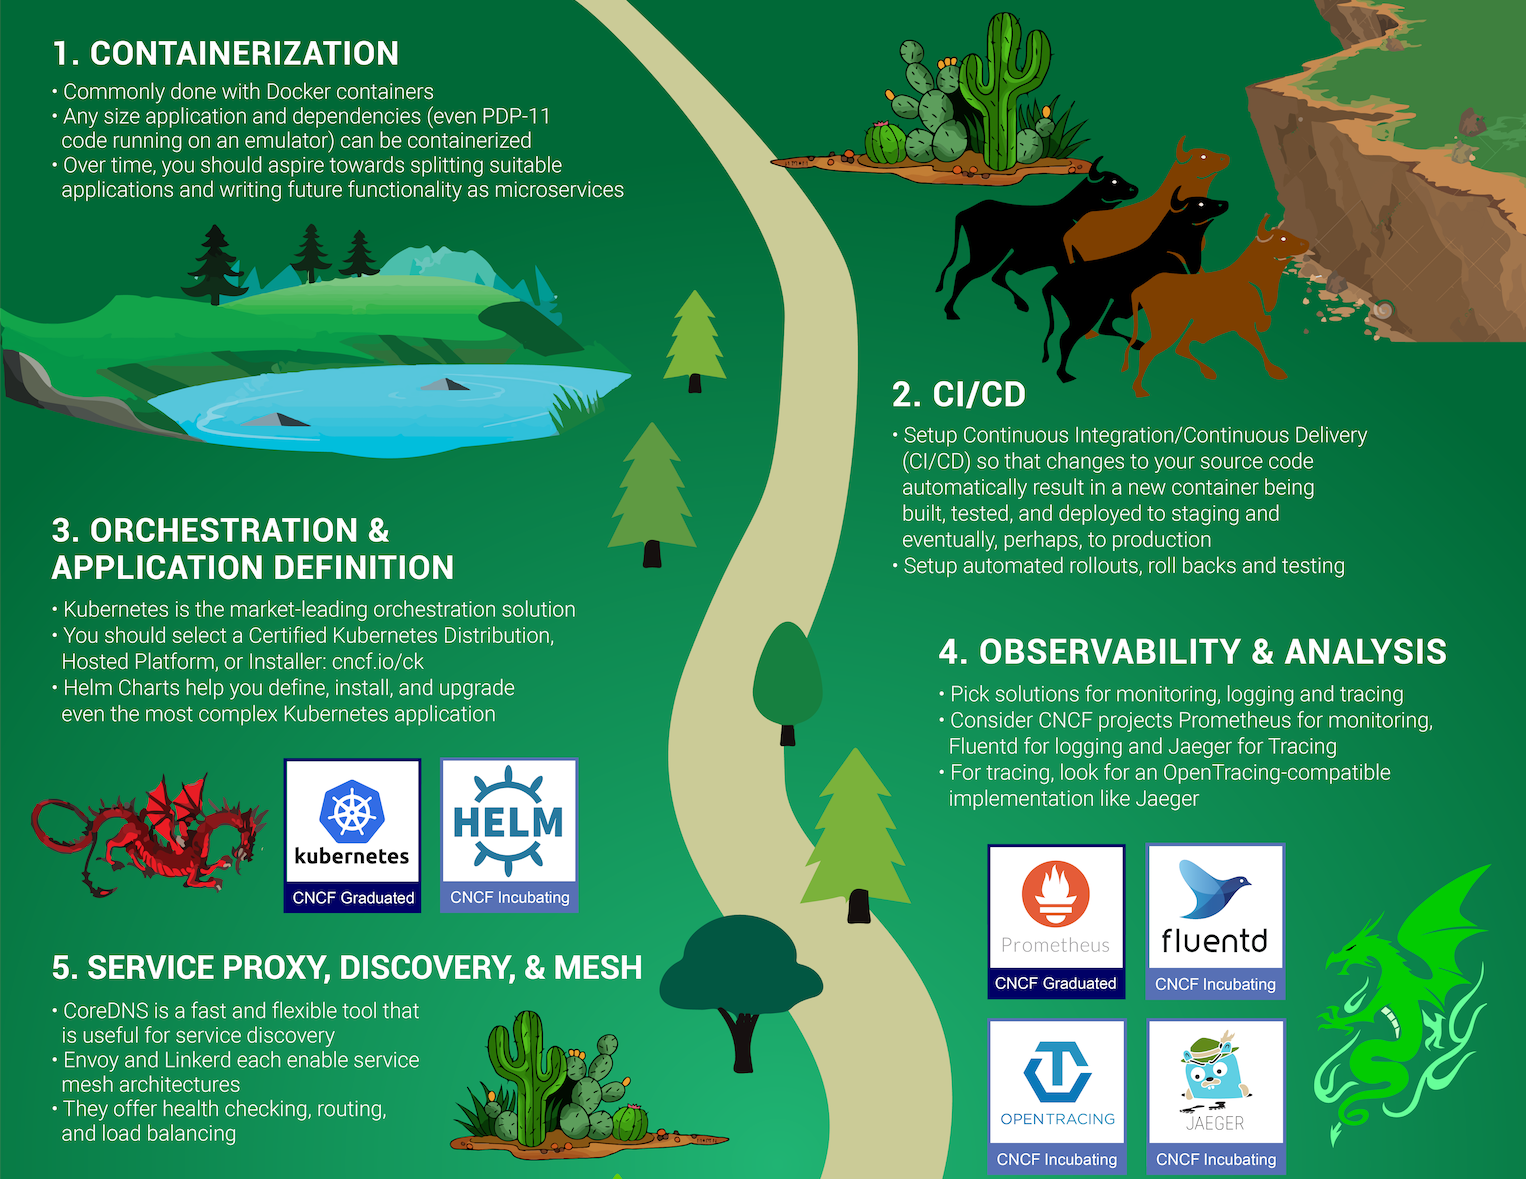 1. CONTAINERIZATION
• Commonly done with Docker containers
• Any size application and dependencies (even PDP-11
code running on an emulator) can be containerized
• Over time, you should aspire towards splitting suitable
applications and writing future functionality as microservices
2. CI/CD
• Setup Continuous Integration/Continuous Delivery
(CI/CD) so that changes to your source code
automatically result in a new container being
built, tested, and deployed to staging and
eventually, perhaps, to production
• Setup automated rollouts, roll backs and testing
3. ORCHESTRATION &
APPLICATION DEFINITION
• Kubernetes is the market-leading orchestration solution
• You should select a Certified Kubernetes Distribution,
Hosted Platform, or Installer: cncf.io/ck
• Helm Charts help you define, install, and upgrade
even the most complex Kubernetes application
kubernetes
CNCF Graduated
HELM
CNCF Incubating
4. OBSERVABILITY & ANALYSIS
• Pick solutions for monitoring, logging and tracing
• Consider CNCF projects Prometheus for monitoring,
Fluentd for logging and Jaeger for Tracing
• For tracing, look for an OpenTracing-compatible
implementation like Jaeger
Prometheus
CNCF Graduated
fluentd
CNCF Incubating
OPENTRACING
CNCF Incubating
JAEGER
CNCF Incubating
5. SERVICE PROXY, DISCOVERY, & MESH
• CoreDNS is a fast and flexible tool that
is useful for service discovery
• Envoy and Linkerd each enable service
mesh architectures
• They offer health checking, routing,
and load balancing